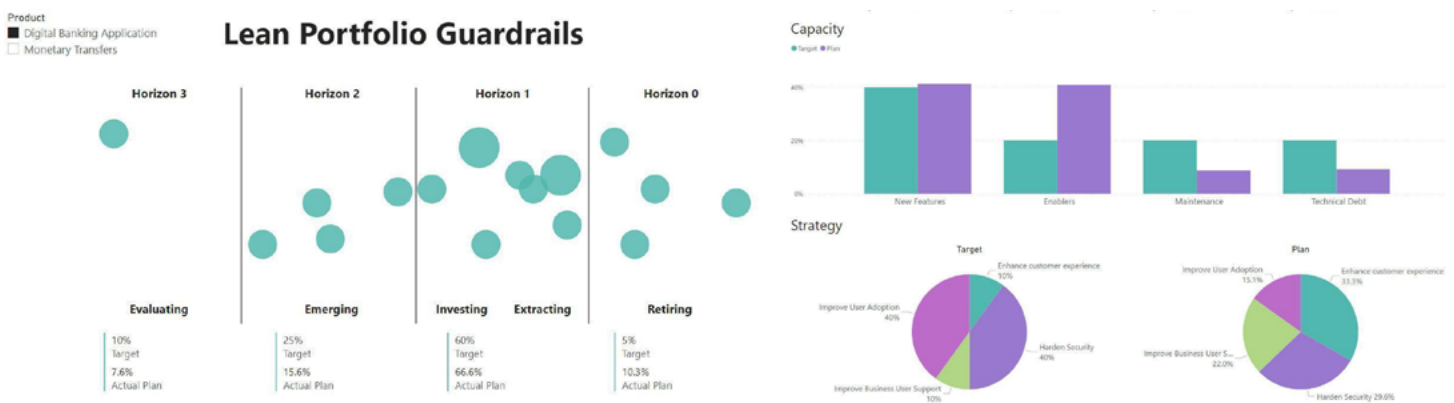 Product
Digital Banking Application
Monetary Transfers
Lean Portfolio Guardrails
Horizon 3
Horizon 2
Horizon 1
Horizon 0
Evaluating
Emerging
Investing
Extracting
Retiring
10%
Target
7.6%
Actual Plan
25%
Target
15.6%
Actual Plan
60%
Target
66.6%
Actual Plan
5%
Target
10.3%
Actual Plan
Capacity
Target Plan
40%
20%
0%
New Features
Enablers
Maintenance
Technical Debt
Strategy
Target
Enhance customer experience
10%
Improve User Adoption
40%
Harden Security
40%
Improve Business User Support
10%
Plan
Improve User Adoption
15.1%
Enhance customer experience
33.3%
Improve Business User S...
22.0%
Harden Security 29.6%